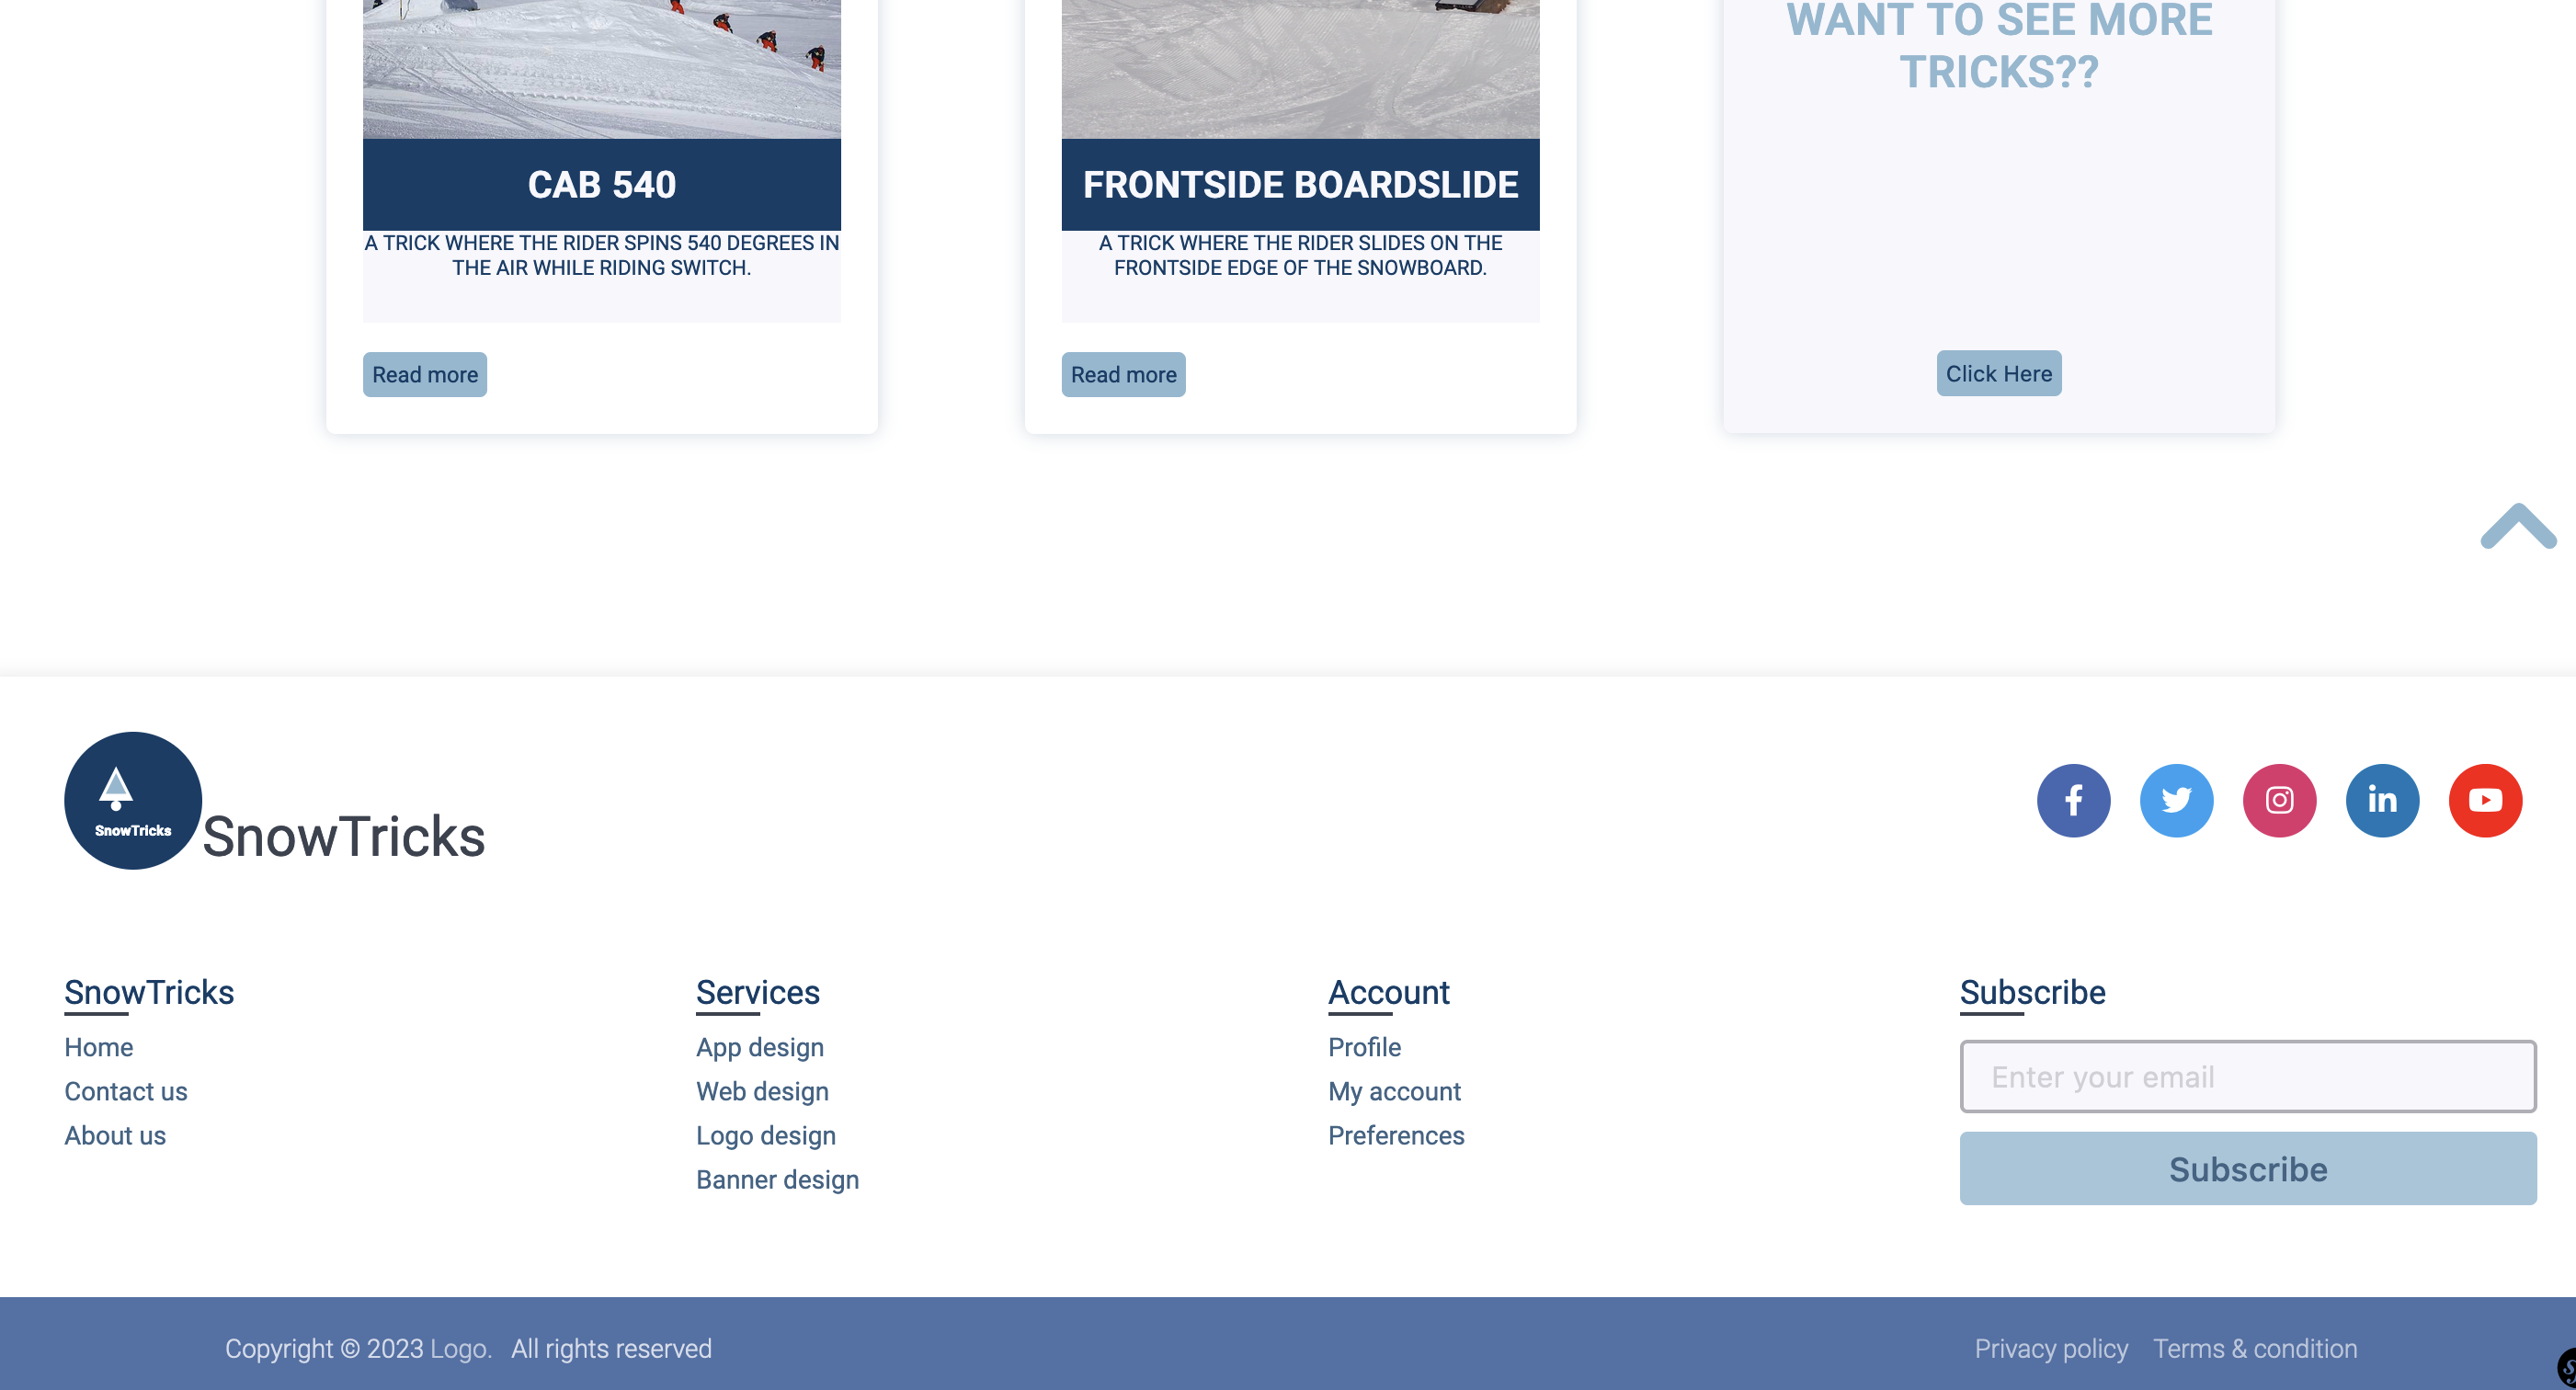 WANT TO SEE MORE
TRICKS??
CAB 540
A TRICK WHERE THE RIDER SPINS 540 DEGREES IN
THE AIR WHILE RIDING SWITCH.
Read more
FRONTSIDE BOARDSLIDE
A TRICK WHERE THE RIDER SLIDES ON THE
FRONTSIDE EDGE OF THE SNOWBOARD.
Read more
Click Here
SnowTricks
SnowTricks
SnowTricks
Home
Contact us
About us
Services
App design
Web design
Logo design
Banner design
Account
Profile
My account
Preferences
Subscribe
Enter your email
Subscribe
Copyright © 2023 Logo. All rights reserved
Privacy policy Terms & condition